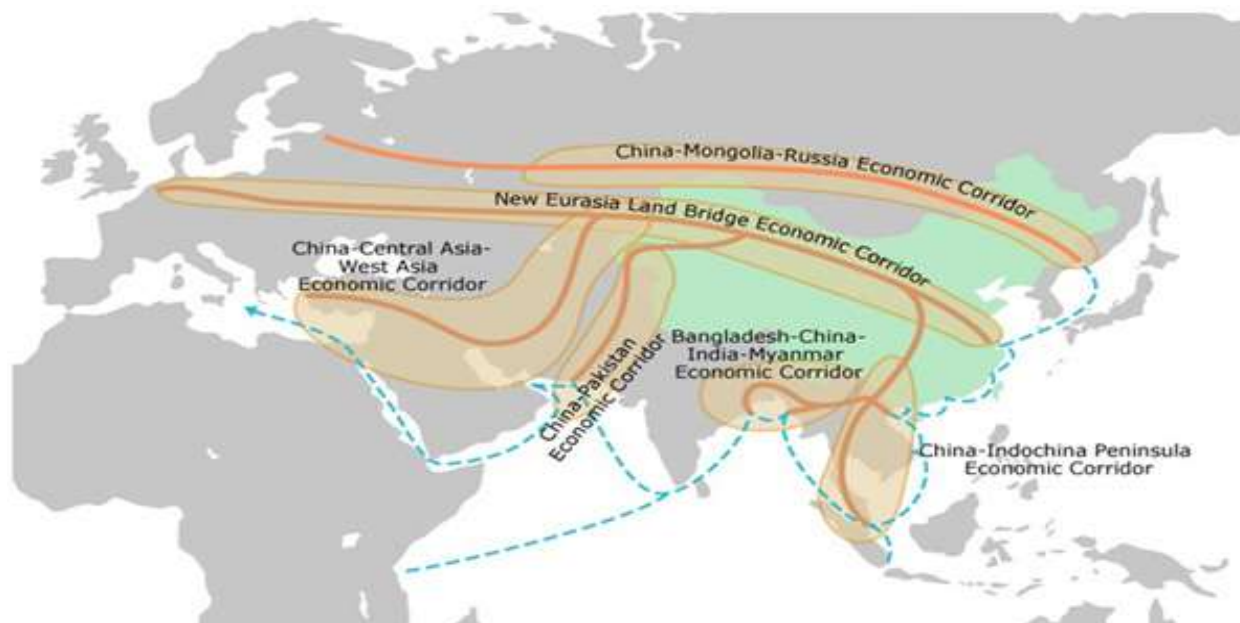 China-Mongolia-Russia Economic Corridor
New Eurasia Land Bridge Economic Corridor
China-Central Asia-
West Asia
Economic Corridor
China-Pakistan
Economic Corridor
Bangladesh-China-
India-Myanmar
Economic Corridor
China-Indochina Peninsula
Economic Corridor